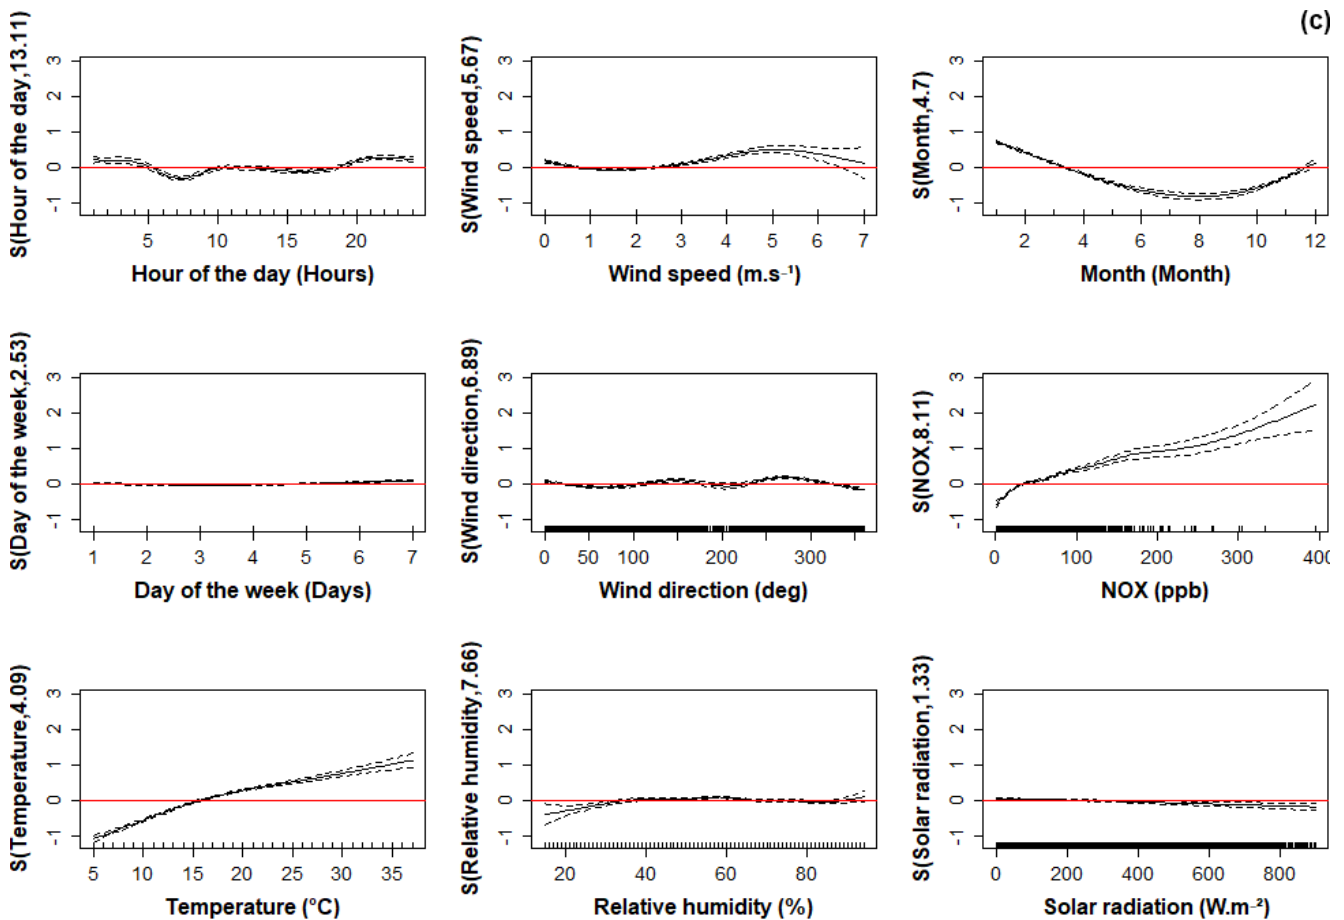 (c)
S(Hour of the day,13.11)
3
2
1
0
-1
5 10 15 20
Hour of the day (Hours)
S(Wind speed,5.67)
3
2
1
0
-1
0 1 2 3 4 5 6 7
Wind speed (m.s⁻¹)
S(Month,4.7)
3
2
1
0
-1
2 4 6 8 10 12
Month (Month)
S(Day of the week,2.53)
3
2
1
0
-1
1 2 3 4 5 6 7
Day of the week (Days)
S(Wind direction,6.89)
3
2
1
0
-1
0 50 100 200 300
Wind direction (deg)
S(NOX,8.11)
3
2
1
0
-1
0 100 200 300 400
NOX (ppb)
S(Temperature,4.09)
3
2
1
0
-1
5 10 15 20 25 30 35
Temperature (°C)
S(Relative humidity,7.66)
3
2
1
0
-1
20 40 60 80
Relative humidity (%)
S(Solar radiation,1.33)
3
2
1
0
-1
0 200 400 600 800
Solar radiation (W.m⁻²)